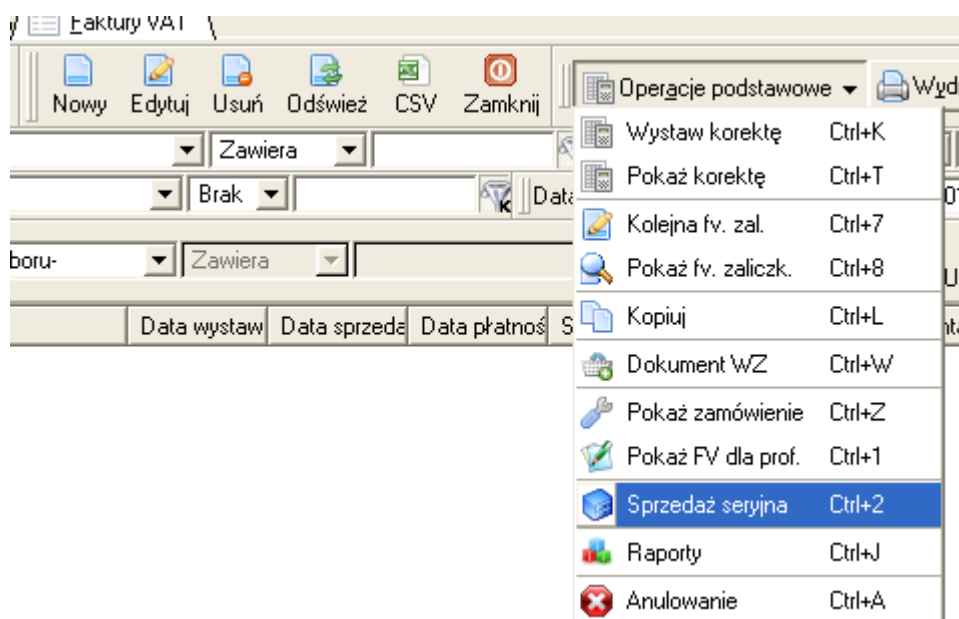 Faktury VAT
Nowy Edytuj Usuń Odśwież CSV Zamknij Operacje podstawowe
Zawiera
Brak
Zawiera
Data wystaw Data sprzeda Data płatnoś
Wystaw korektę Ctrl+K
Pokaż korektę Ctrl+T
Kolejna fv. zal. Ctrl+7
Pokaż fv. zaliczk. Ctrl+8
Kopiuj Ctrl+L
Dokument WZ Ctrl+W
Pokaż zamówienie Ctrl+Z
Pokaż FV dla prof. Ctrl+1
Sprzedaż seryjna Ctrl+2
Raporty Ctrl+J
Anulowanie Ctrl+A